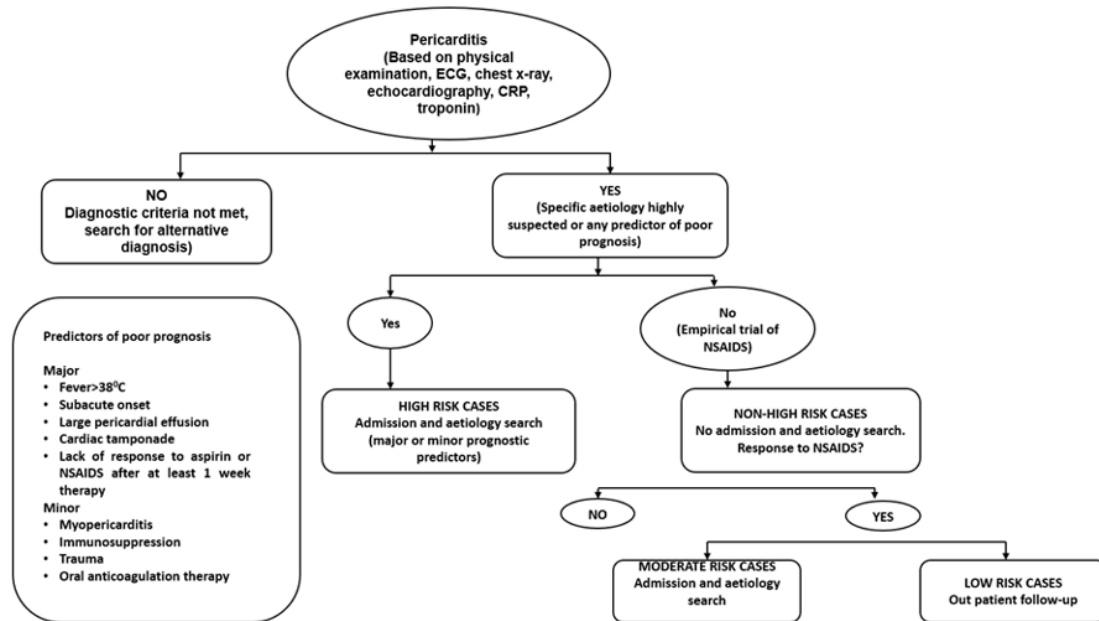 Pericarditis
(Based on physical
examination, ECG, chest x-ray,
echocardiography, CRP,
troponin)
NO
Diagnostic criteria not met,
search for alternative
diagnosis)
YES
(Specific aetiology highly
suspected or any predictor of poor
prognosis)
Yes
No
(Empirical trial of
NSAIDS)
Predictors of poor prognosis
Major
• Fever>38⁰C
• Subacute onset
• Large pericardial effusion
• Cardiac tamponade
• Lack of response to aspirin or
NSAIDS after at least 1 week
therapy
Minor
• Myopericarditis
• Immunosuppression
• Trauma
• Oral anticoagulation therapy
HIGH RISK CASES
Admission and aetiology search
(major or minor prognostic
predictors)
NON-HIGH RISK CASES
No admission and aetiology search.
Response to NSAIDS?
NO
YES
MODERATE RISK CASES
Admission and aetiology
search
LOW RISK CASES
Out patient follow-up